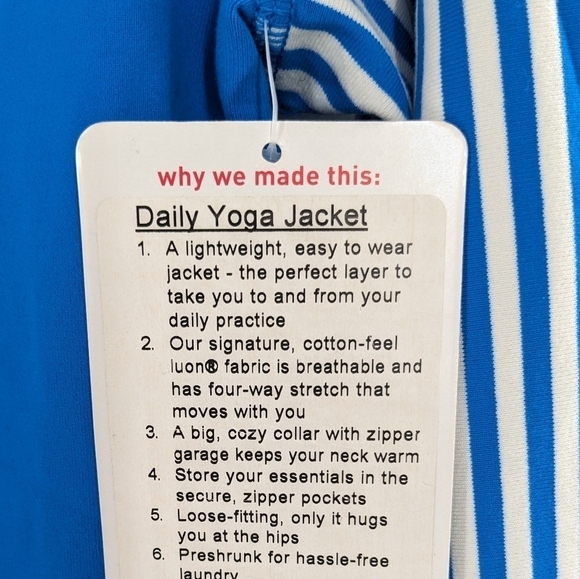 why we made this:
Daily Yoga Jacket
1. A lightweight, easy to wear
jacket - the perfect layer to
take you to and from your
daily practice
2. Our signature, cotton-feel
luon® fabric is breathable and
has four-way stretch that
moves with you
3. A big, cozy collar with zipper
garage keeps your neck warm
4. Store your essentials in the
secure, zipper pockets
5. Loose-fitting, only it hugs
you at the hips
6. Preshrunk for hassle-free
laundry